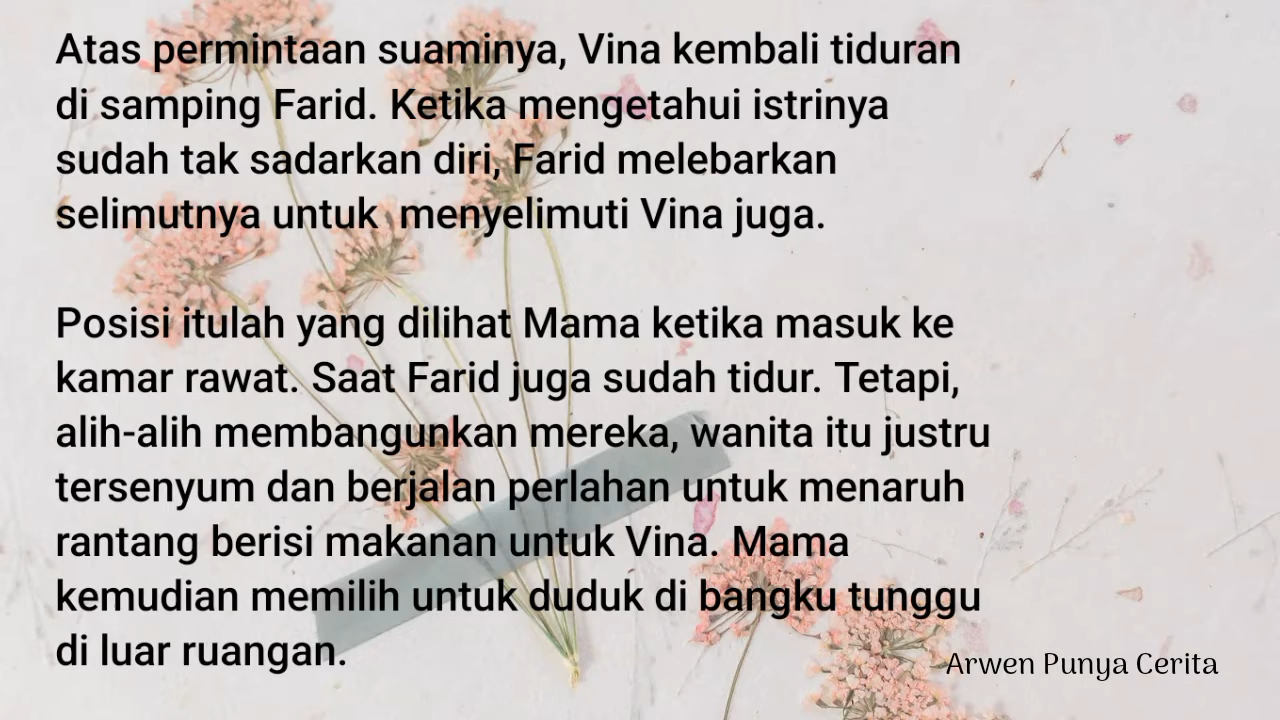 Atas permintaan suaminya, Vina kembali tiduran
di samping Farid. Ketika mengetahui istrinya
sudah tak sadarkan diri, Farid melebarkan
selimutnya untuk  menyelimuti Vina juga.

Posisi itulah yang dilihat Mama ketika masuk ke
kamar rawat. Saat Farid juga sudah tidur. Tetapi,
alih-alih membangunkan mereka, wanita itu justru
tersenyum dan berjalan perlahan untuk menaruh
rantang berisi makanan untuk Vina. Mama
kemudian memilih untuk duduk di bangku tunggu
di luar ruangan.
Arwen Punya Cerita